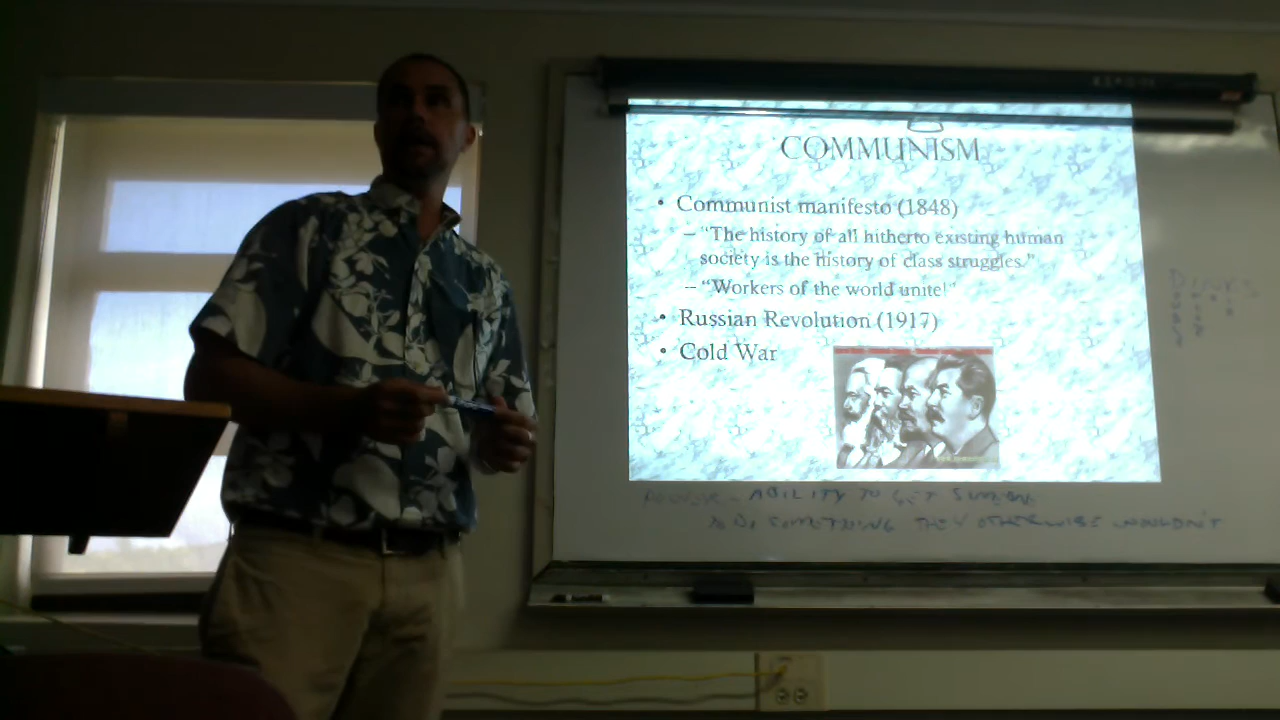 COMMUNISM
• Communist manifesto (1848)
– "The history of all hitherto existing human
society is the history of class struggles."
– "Workers of the world unite!"
• Russian Revolution (1917)
• Cold War
POWER – ABILITY TO GET SOMEONE
TO DO SOMETHING THEY OTHERWISE WOULDN'T